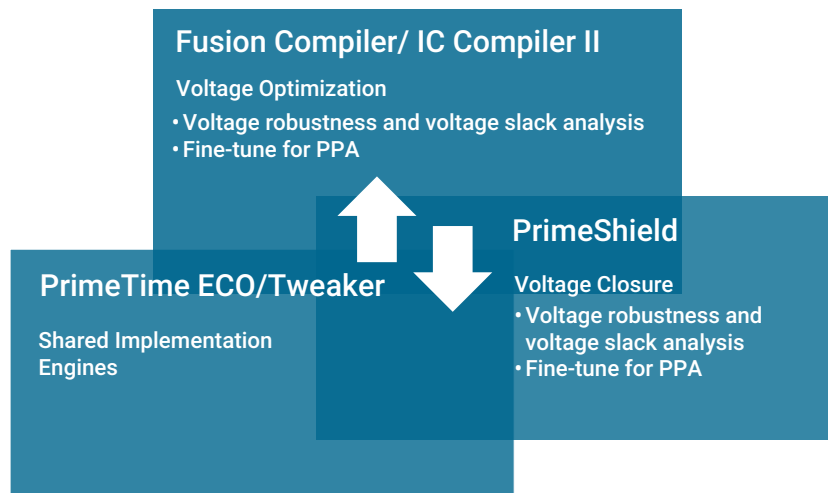 Fusion Compiler/ IC Compiler II
Voltage Optimization
• Voltage robustness and voltage slack analysis
• Fine-tune for PPA
PrimeShield
Voltage Closure
• Voltage robustness and
voltage slack analysis
• Fine-tune for PPA
PrimeTime ECO/Tweaker
Shared Implementation
Engines